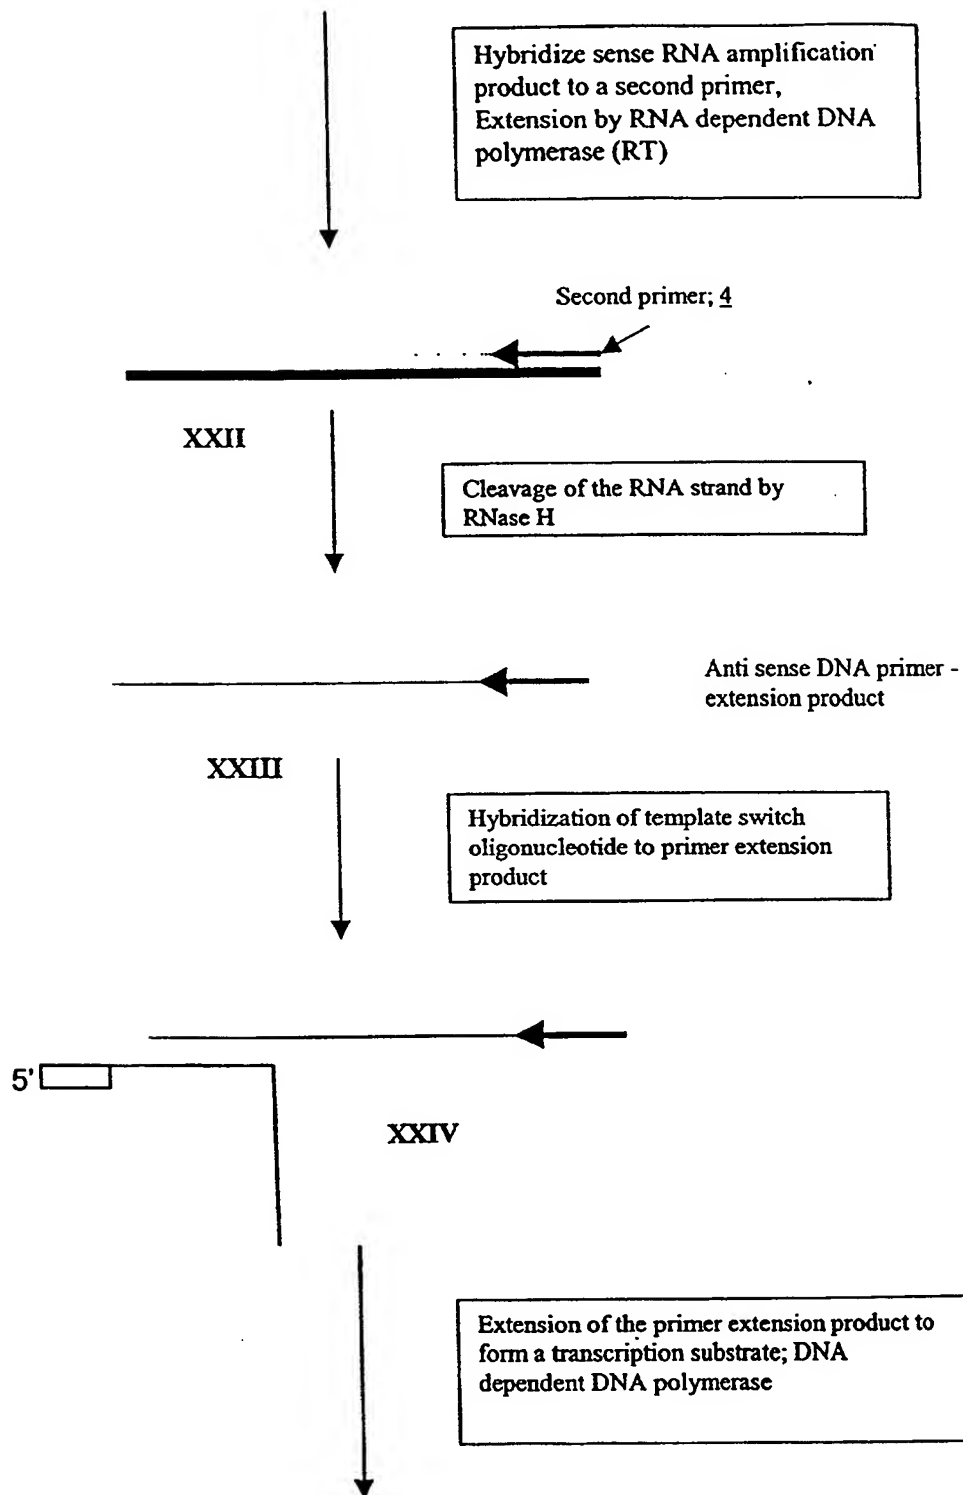 Hybridize sense RNA amplification
product to a second primer,
Extension by RNA dependent DNA
polymerase (RT)
Second primer; 4
XXII
Cleavage of the RNA strand by
RNase H
Anti sense DNA primer -
extension product
XXIII
Hybridization of template switch
oligonucleotide to primer extension
product
5'
XXIV
Extension of the primer extension product to
form a transcription substrate; DNA
dependent DNA polymerase